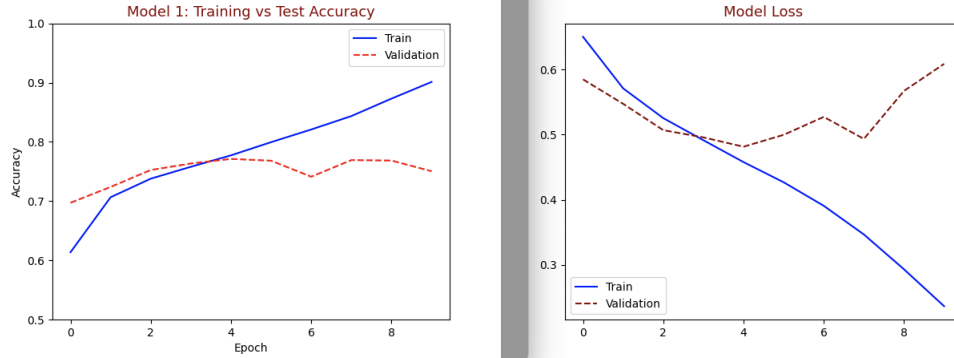 Model 1: Training vs Test Accuracy
1.0
0.9
0.8
0.7
0.6
0.5
Accuracy
Train
Validation
0
2
4
6
8
Epoch
Model Loss
0.6
0.5
0.4
0.3
Train
Validation
0
2
4
6
8